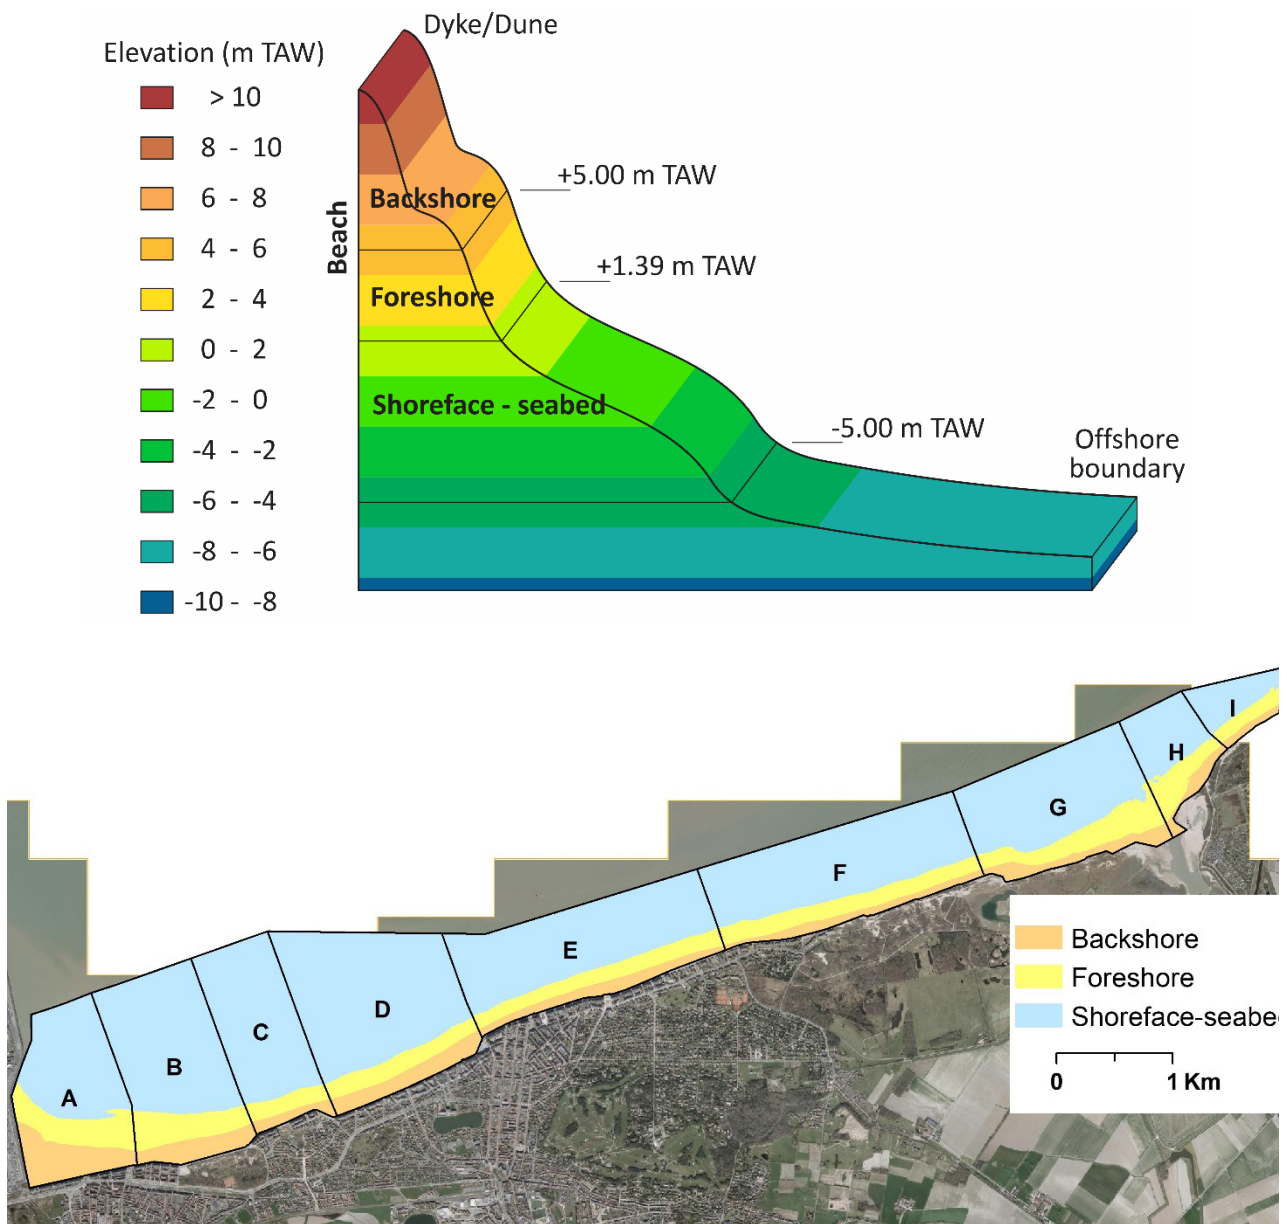 Dyke/Dune
Elevation (m TAW)
> 10
8 - 10
6 - 8
4 - 6
2 - 4
0 - 2
-2 - 0
-4 - -2
-6 - -4
-8 - -6
-10 - -8
Beach
Backshore
Foreshore
Shoreface - seabed
+5.00 m TAW
+1.39 m TAW
-5.00 m TAW
Offshore
boundary
A
B
C
D
E
F
G
H
I
Backshore
Foreshore
Shoreface-seabed
0 1 Km